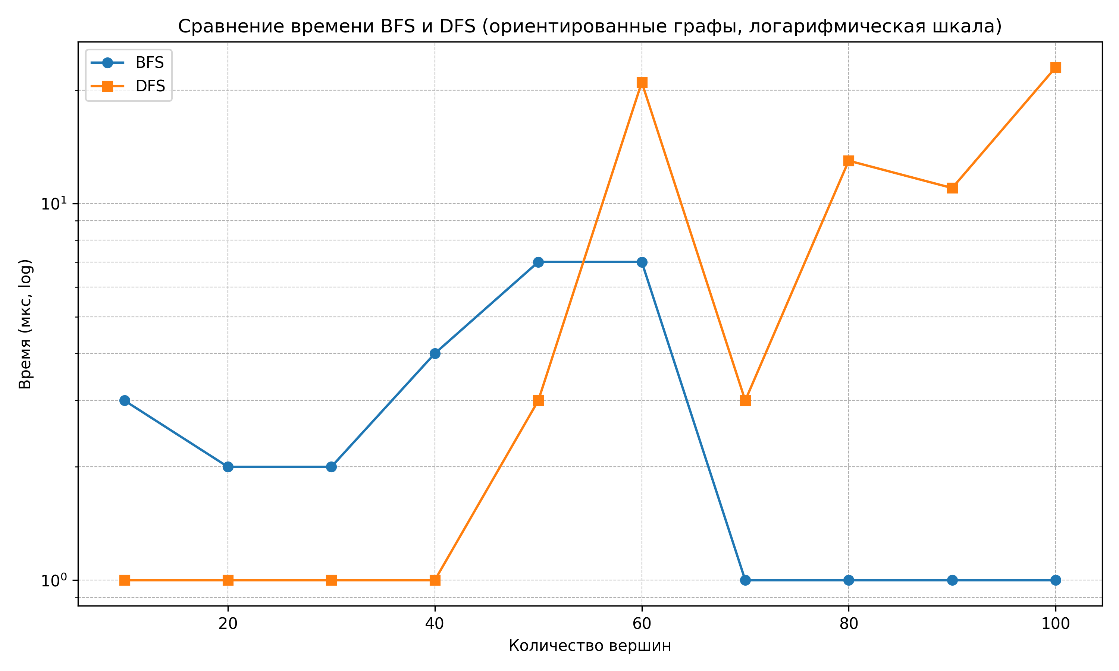 Сравнение времени BFS и DFS (ориентированные графы, логарифмическая шкала)
BFS
DFS
Время (мкс, log)
10¹
10⁰
20
40
60
80
100
Количество вершин